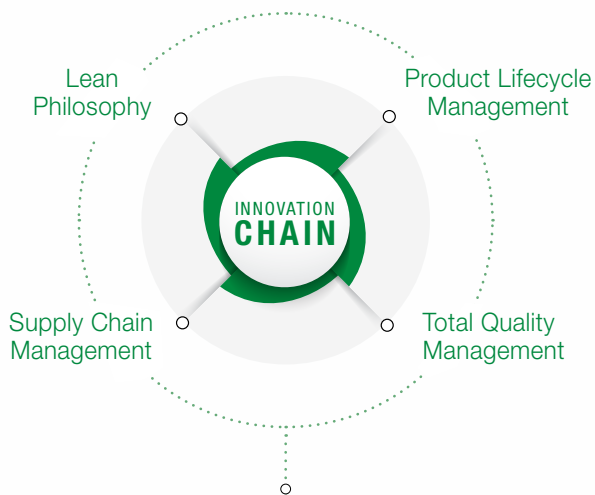 Lean
Philosophy
Product Lifecycle
Management
INNOVATION
CHAIN
Supply Chain
Management
Total Quality
Management